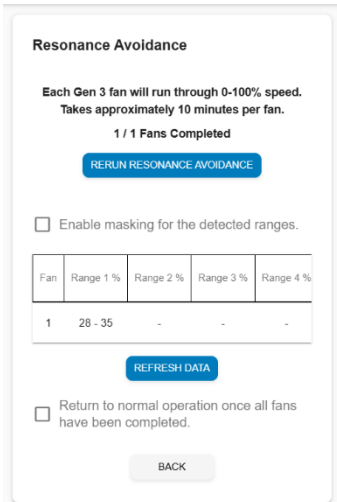 Resonance Avoidance
Each Gen 3 fan will run through 0-100% speed.
Takes approximately 10 minutes per fan.
1 / 1 Fans Completed
RERUN RESONANCE AVOIDANCE
Enable masking for the detected ranges.
Fan Range 1 % Range 2 % Range 3 % Range 4 %
1 28 - 35 - - -
REFRESH DATA
Return to normal operation once all fans
have been completed.
BACK